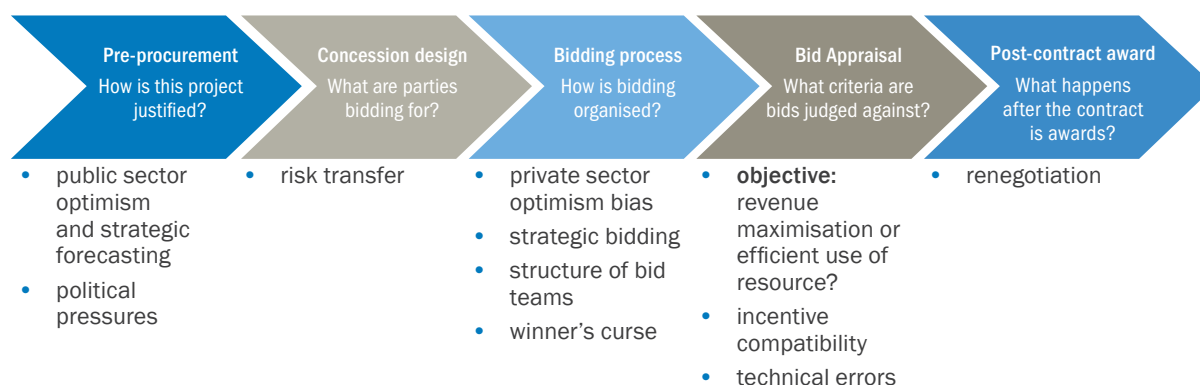 Pre-procurement
How is this project
justified?
Concession design
What are parties
bidding for?
Bidding process
How is bidding
organised?
Bid Appraisal
What criteria are
bids judged against?
Post-contract award
What happens
after the contract
is awards?
• public sector
optimism
and strategic
forecasting
• political
pressures
• risk transfer
• private sector
optimism bias
• strategic bidding
• structure of bid
teams
• winner’s curse
• objective:
revenue
maximisation or
efficient use of
resource?
• incentive
compatibility
• technical errors
• renegotiation